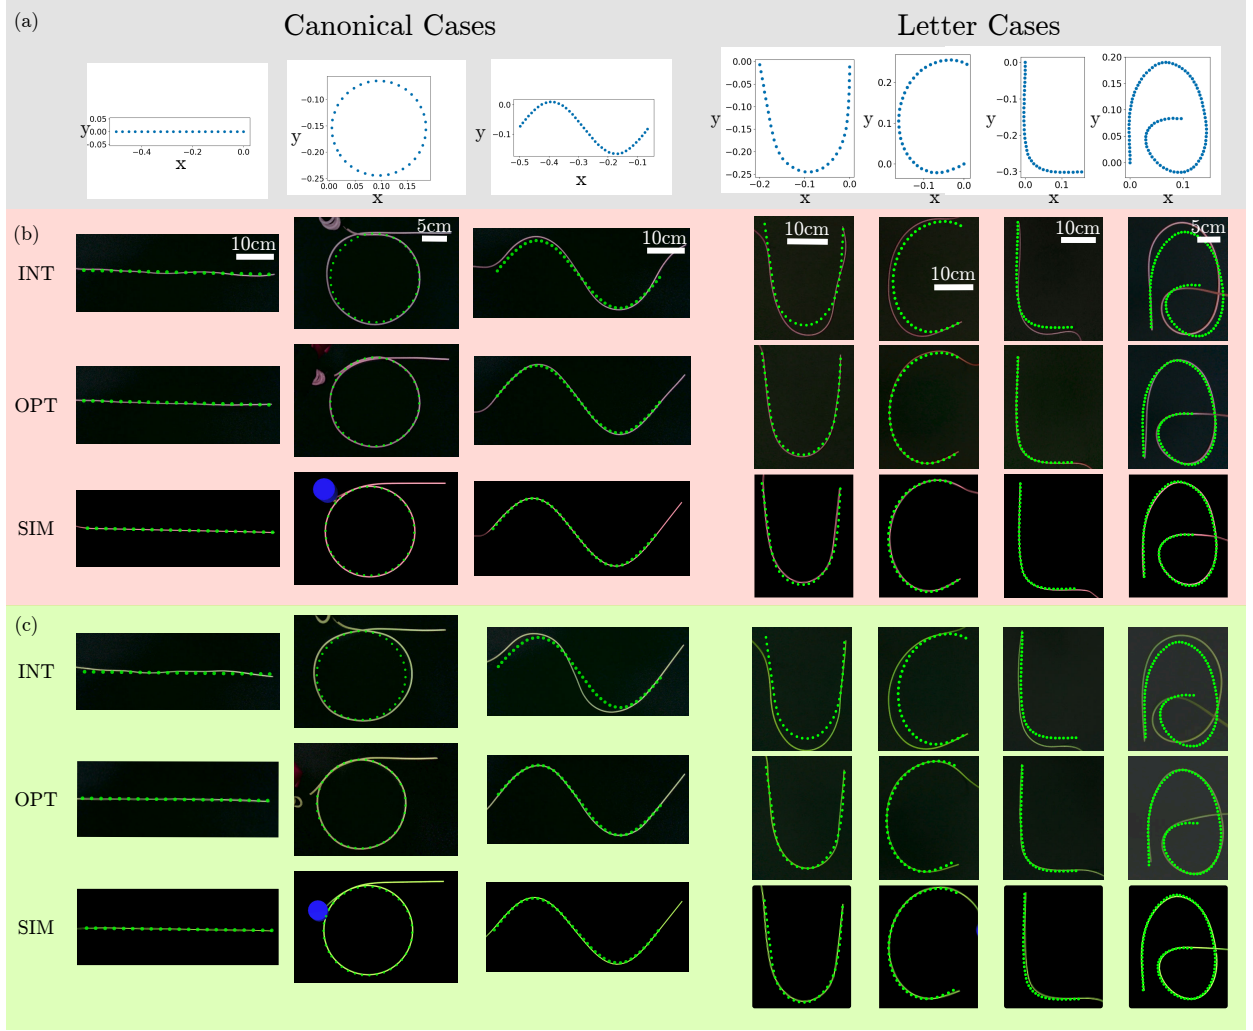 (a)
Canonical Cases
Letter Cases
0.05
0.00
−0.05
−0.4
−0.2
0.0
y
x
−0.10
−0.15
−0.20
−0.25
0.00
0.05
0.10
0.15
y
x
0.0
−0.1
−0.5
−0.4
−0.3
−0.2
−0.1
y
x
0.00
−0.05
−0.10
−0.15
−0.20
−0.25
−0.2
−0.1
0.0
y
x
0.2
0.1
0.0
−0.1
0.0
y
x
0.0
−0.1
−0.2
−0.3
0.0
0.1
y
x
0.20
0.15
0.10
0.05
0.00
0.0
0.1
y
x
(b)
INT
10cm
5cm
10cm
10cm
10cm
10cm
5cm
OPT
SIM
(c)
INT
OPT
SIM